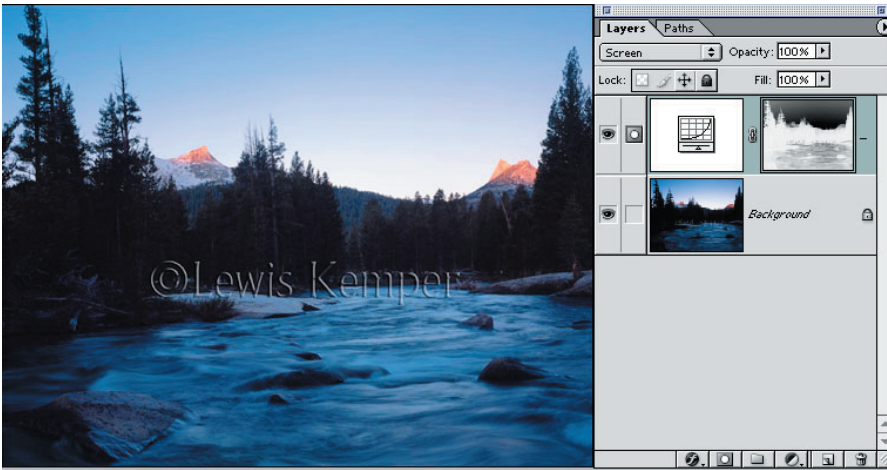 Layers Paths
Screen Opacity: 100%
Lock: Fill: 100%
Background
©Lewis Kemper